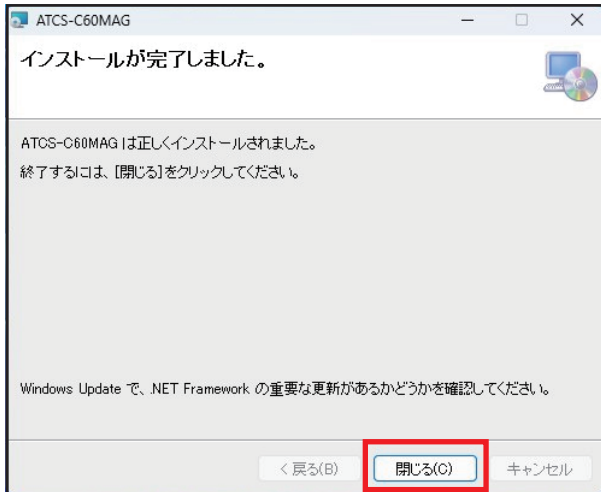 ATCS-C60MAG
インストールが完了しました。
ATCS-C60MAG は正しくインストールされました。
終了するには、[閉じる]をクリックしてください。
Windows Update で、.NET Framework の重要な更新があるかどうかを確認してください。
< 戻る(B) 閉じる(C) キャンセル